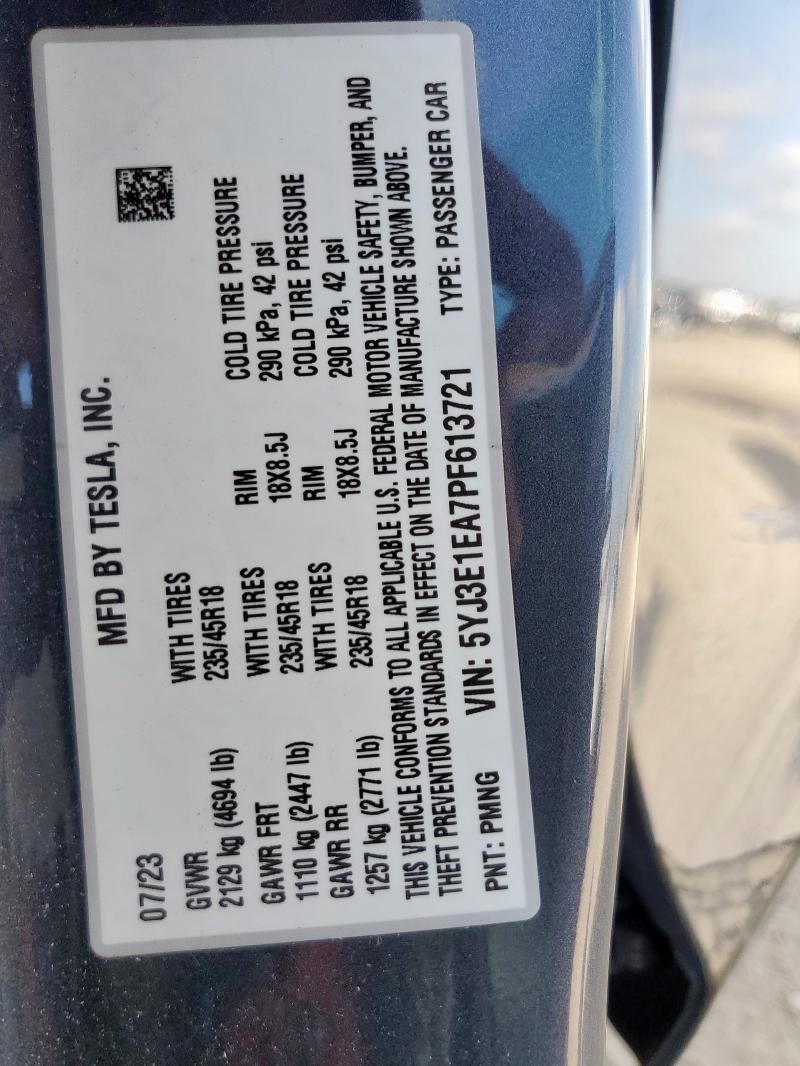 MFD BY TESLA, INC.
07/23
GVWR WITH TIRES
2129 kg (4694 lb) 235/45R18 RIM COLD TIRE PRESSURE
GAWR FRT WITH TIRES 18X8.5J 290 kPa, 42 psi
1110 kg (2447 lb) 235/45R18 RIM COLD TIRE PRESSURE
GAWR RR WITH TIRES 18X8.5J 290 kPa, 42 psi
1257 kg (2771 lb) 235/45R18
THIS VEHICLE CONFORMS TO ALL APPLICABLE U.S. FEDERAL MOTOR VEHICLE SAFETY, BUMPER, AND
THEFT PREVENTION STANDARDS IN EFFECT ON THE DATE OF MANUFACTURE SHOWN ABOVE.
PNT: PMNG VIN: 5YJ3E1EA7PF613721 TYPE: PASSENGER CAR